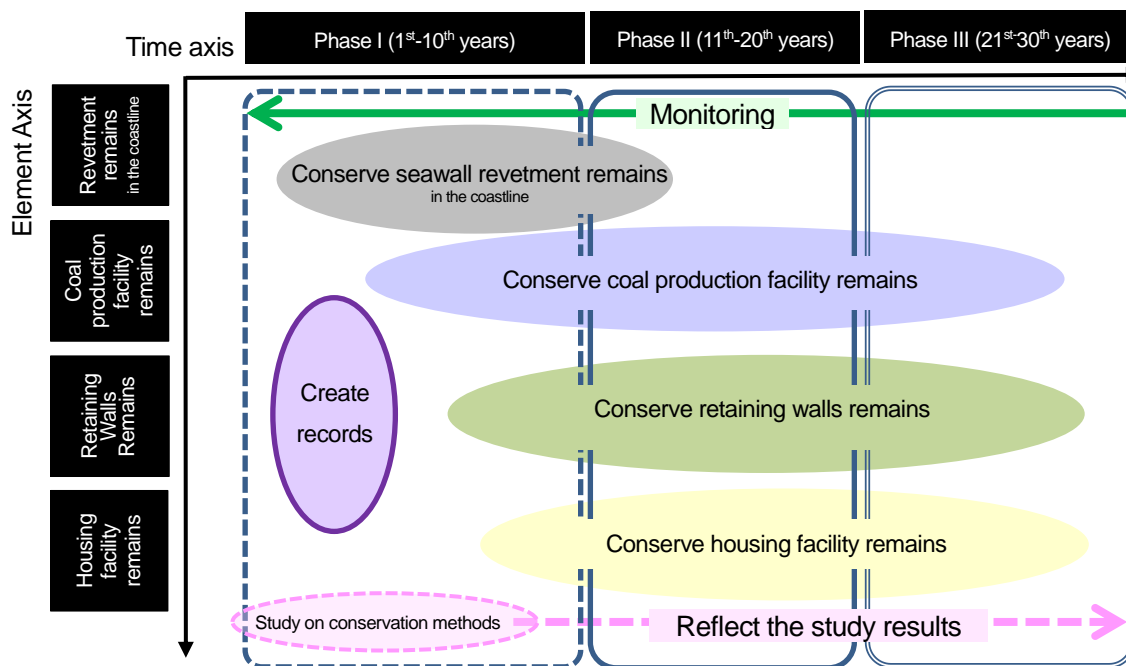 Time axis
Phase I (1st-10th years)
Phase II (11th-20th years)
Phase III (21st-30th years)
Element Axis
Revetment
remains
in the coastline
Monitoring
Conserve seawall revetment remains
in the coastline
Coal
production
facility
remains
Conserve coal production facility remains
Create
records
Retaining
Walls
Remains
Conserve retaining walls remains
Housing
facility
remains
Conserve housing facility remains
Study on conservation methods
Reflect the study results